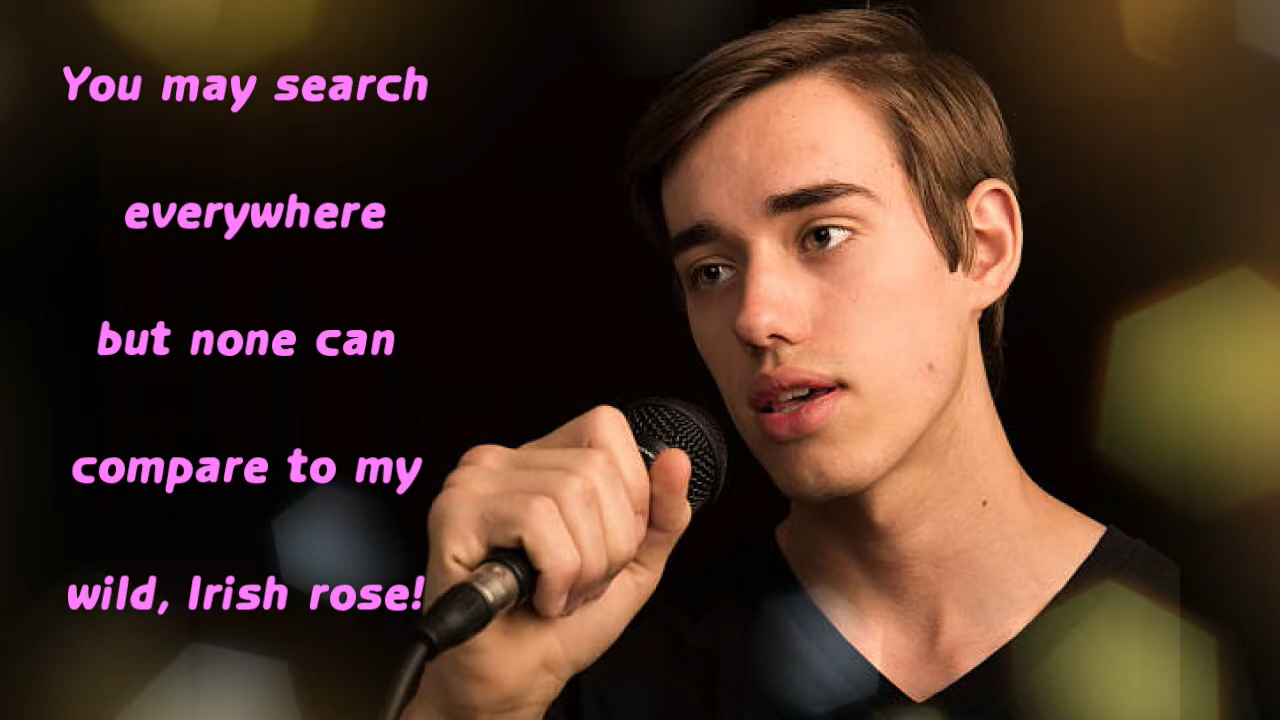 You may search
everywhere
but none can
compare to my
wild, Irish rose!